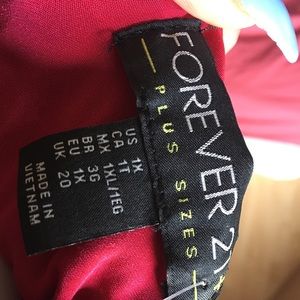 FOREVER 21
PLUS SIZES
US 1X
CA 1T
MX 1XL/1EG
BR 3G
EU 1X
UK 20
MADE IN
VIETNAM